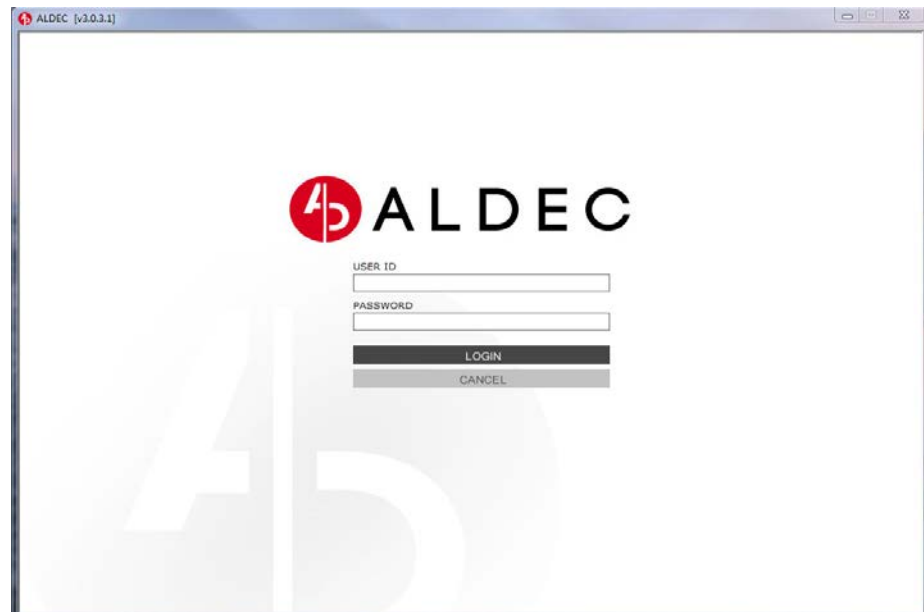 ALDEC [v3.0.3.1]
ALDEC
USER ID
PASSWORD
LOGIN
CANCEL